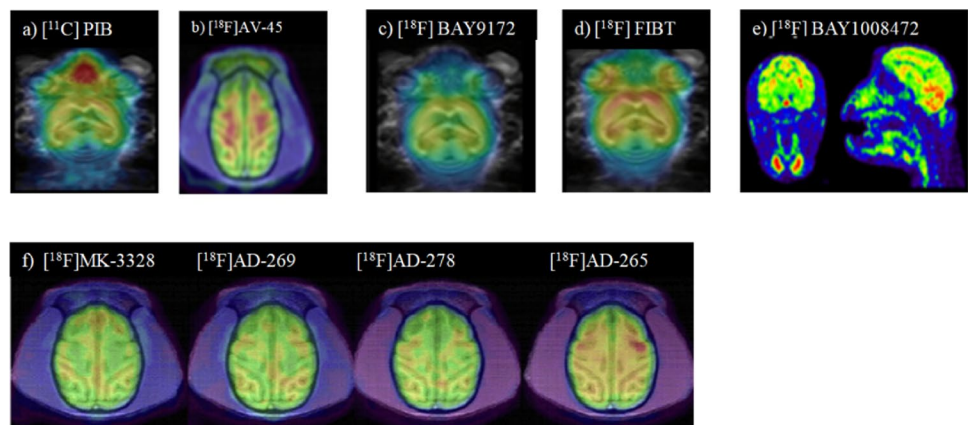 a) [¹¹C] PIB
b) [¹⁸F]AV-45
c) [¹⁸F] BAY9172
d) [¹⁸F] FIBT
e) [¹⁸F] BAY1008472
f) [¹⁸F]MK-3328
[¹⁸F]AD-269
[¹⁸F]AD-278
[¹⁸F]AD-265